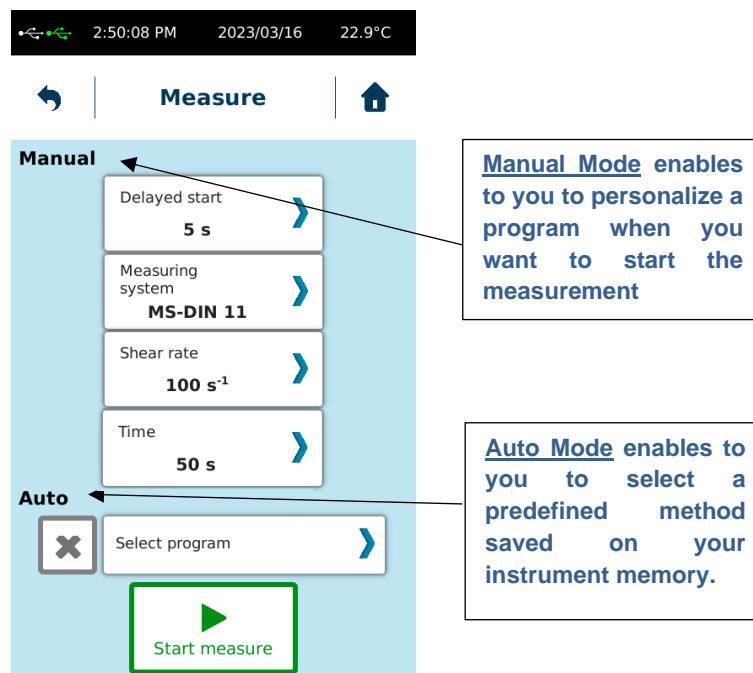 2:50:08 PM 2023/03/16 22.9°C
Measure
Manual
Delayed start
5 s
Measuring
system
MS-DIN 11
Shear rate
100 s⁻¹
Time
50 s
Auto
Select program
Start measure
Manual Mode enables
to you to personalize a
program when you
want to start the
measurement
Auto Mode enables to
you to select a
predefined method
saved on your
instrument memory.